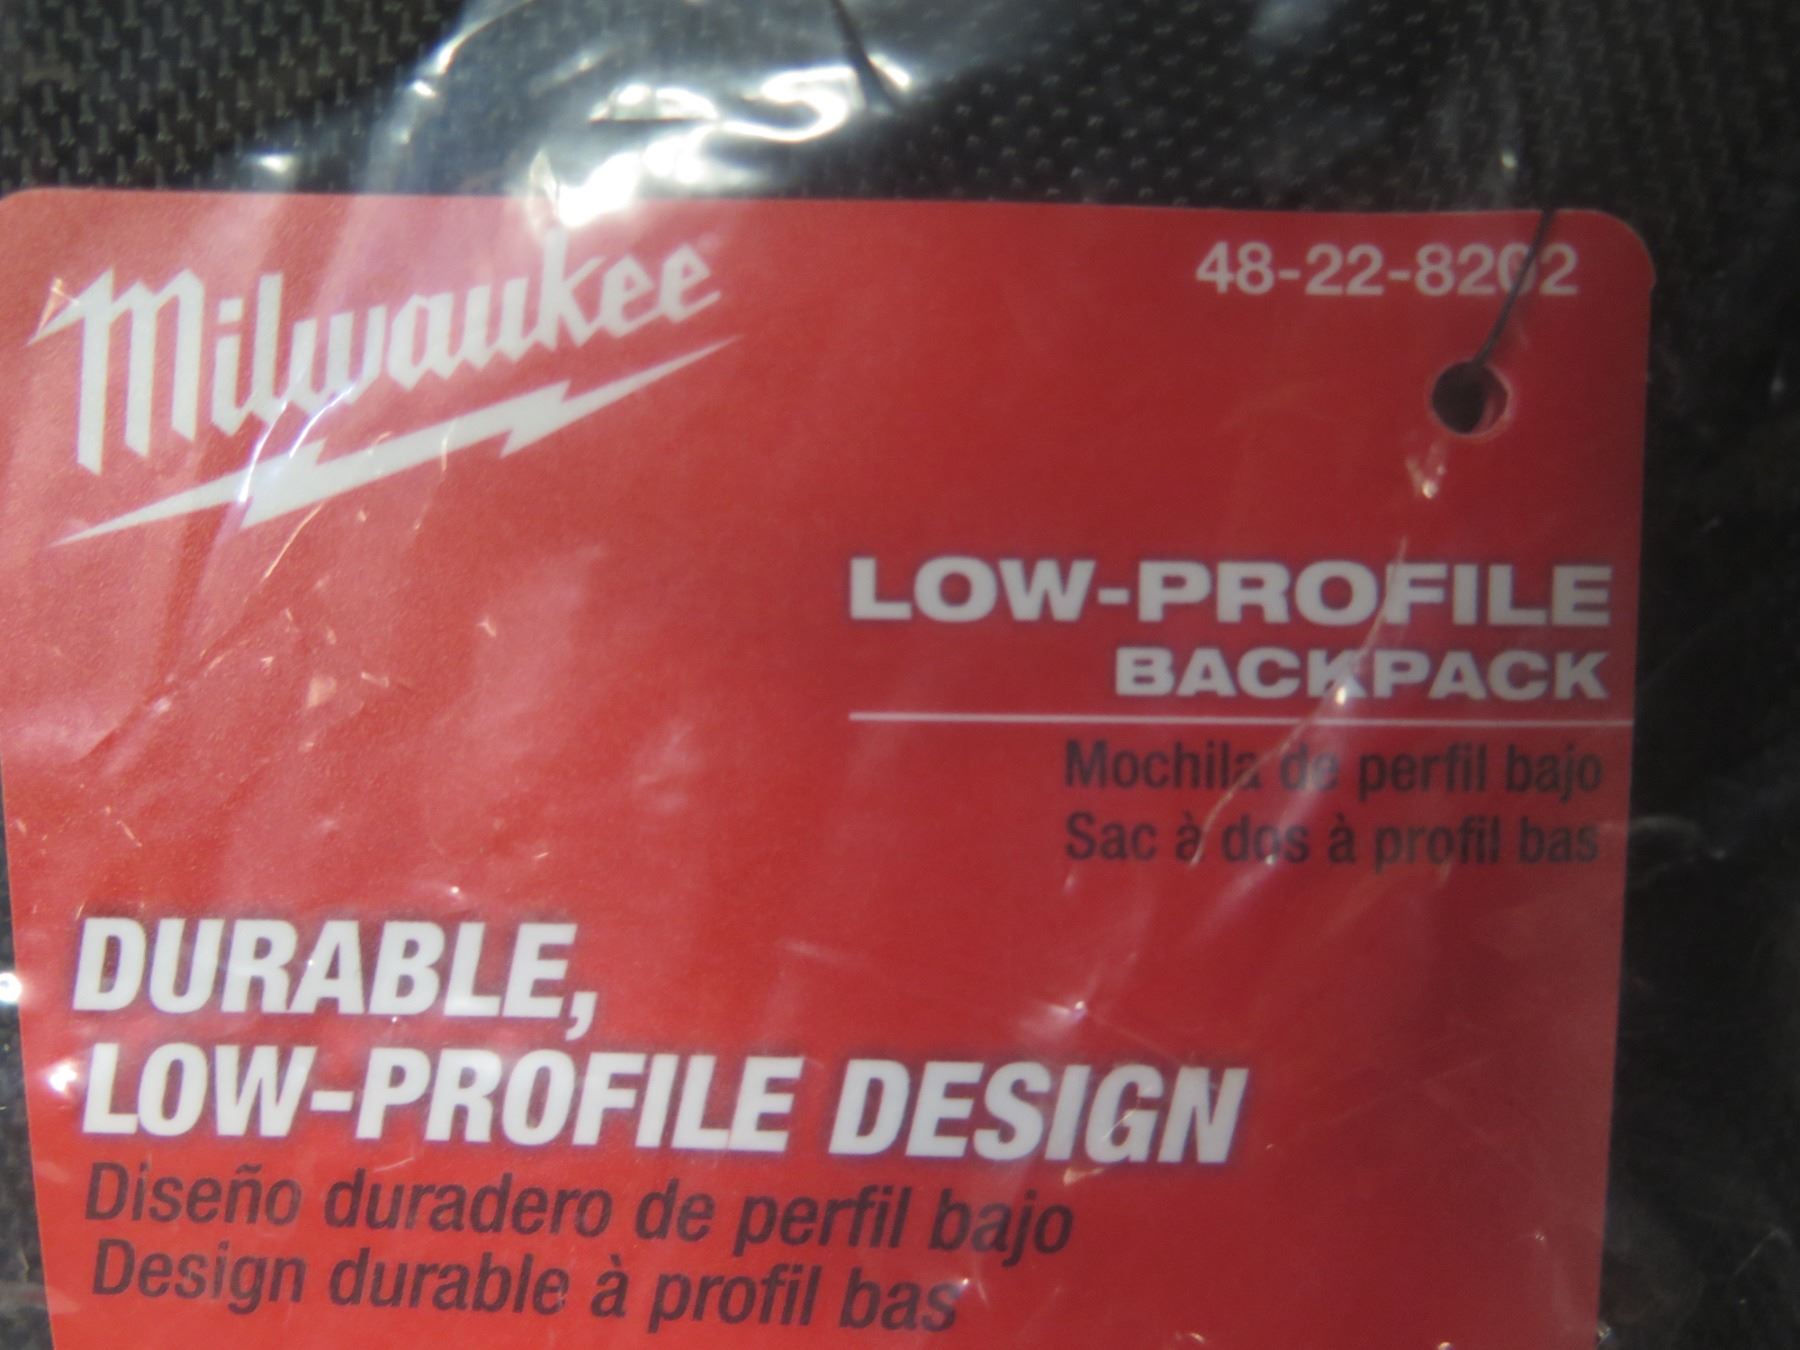 Milwaukee
48-22-8202
LOW-PROFILE
BACKPACK
Mochila de perfil bajo
Sac à dos à profil bas
DURABLE,
LOW-PROFILE DESIGN
Diseño duradero de perfil bajo
Design durable à profil bas